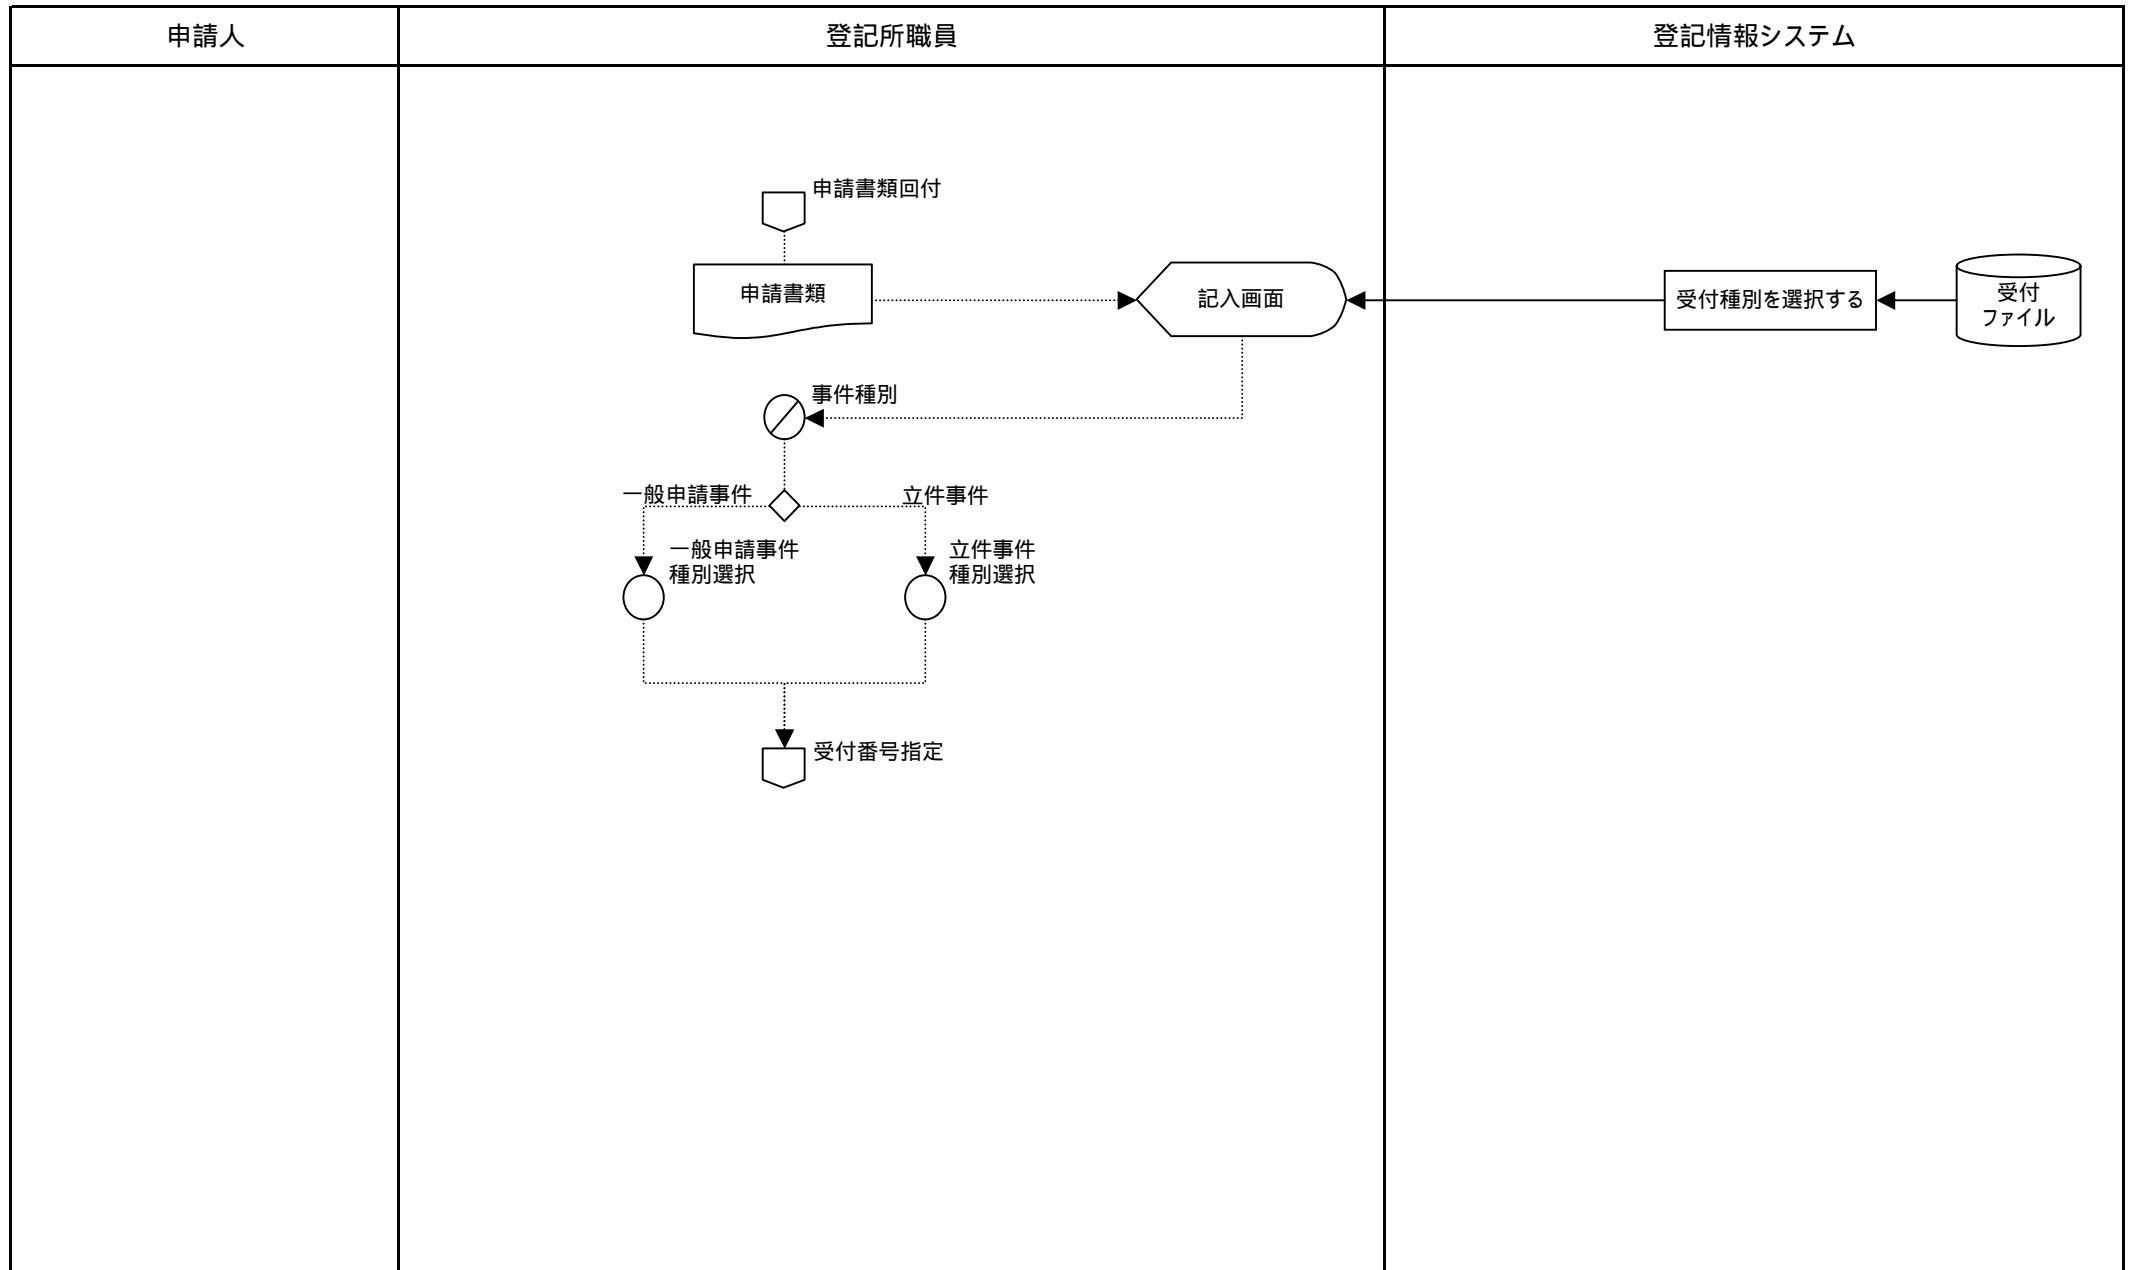 申請人
登記所職員
登記情報システム
申請書類回付
申請書類
記入画面
受付種別を選択する
受付
ファイル
事件種別
一般申請事件
立件事件
一般申請事件
種別選択
立件事件
種別選択
受付番号指定